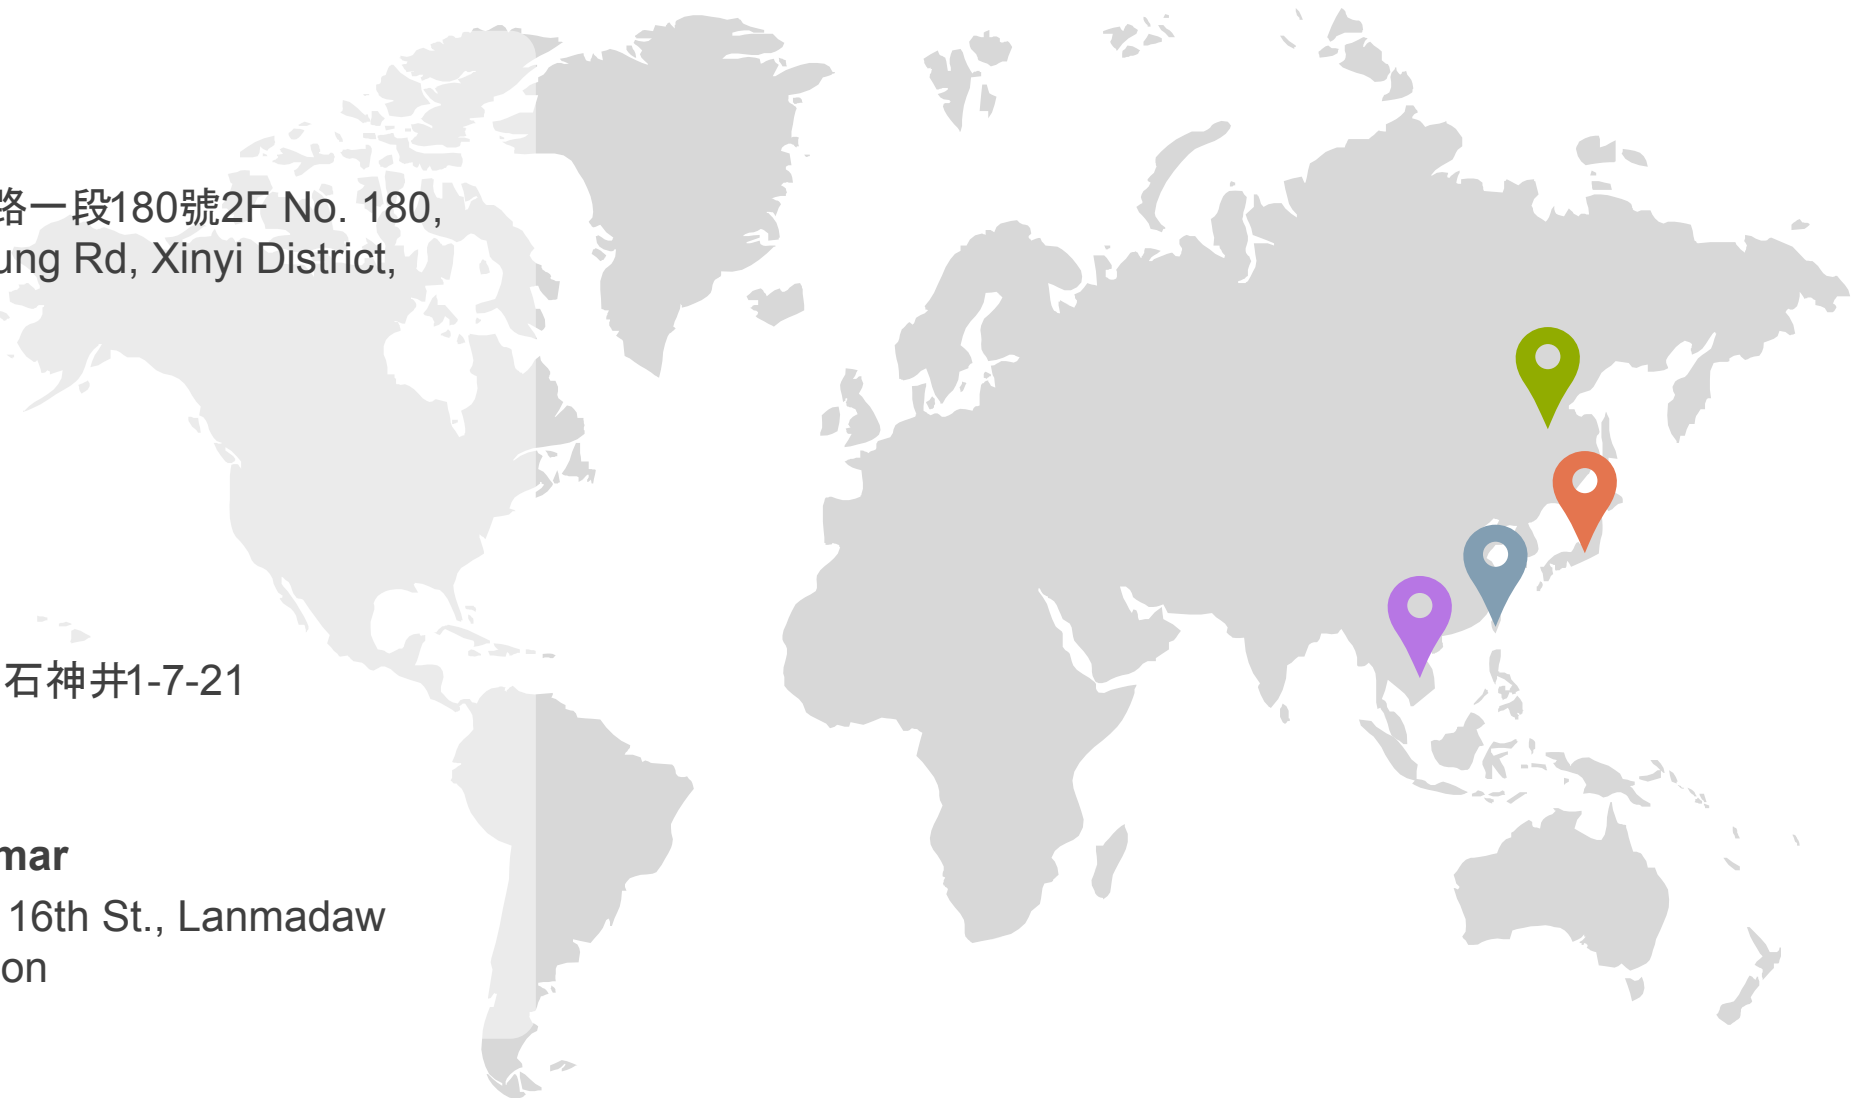 路一段180號2F No. 180,
ung Rd, Xinyi District,
石神井1-7-21
mar
16th St., Lanmadaw
on